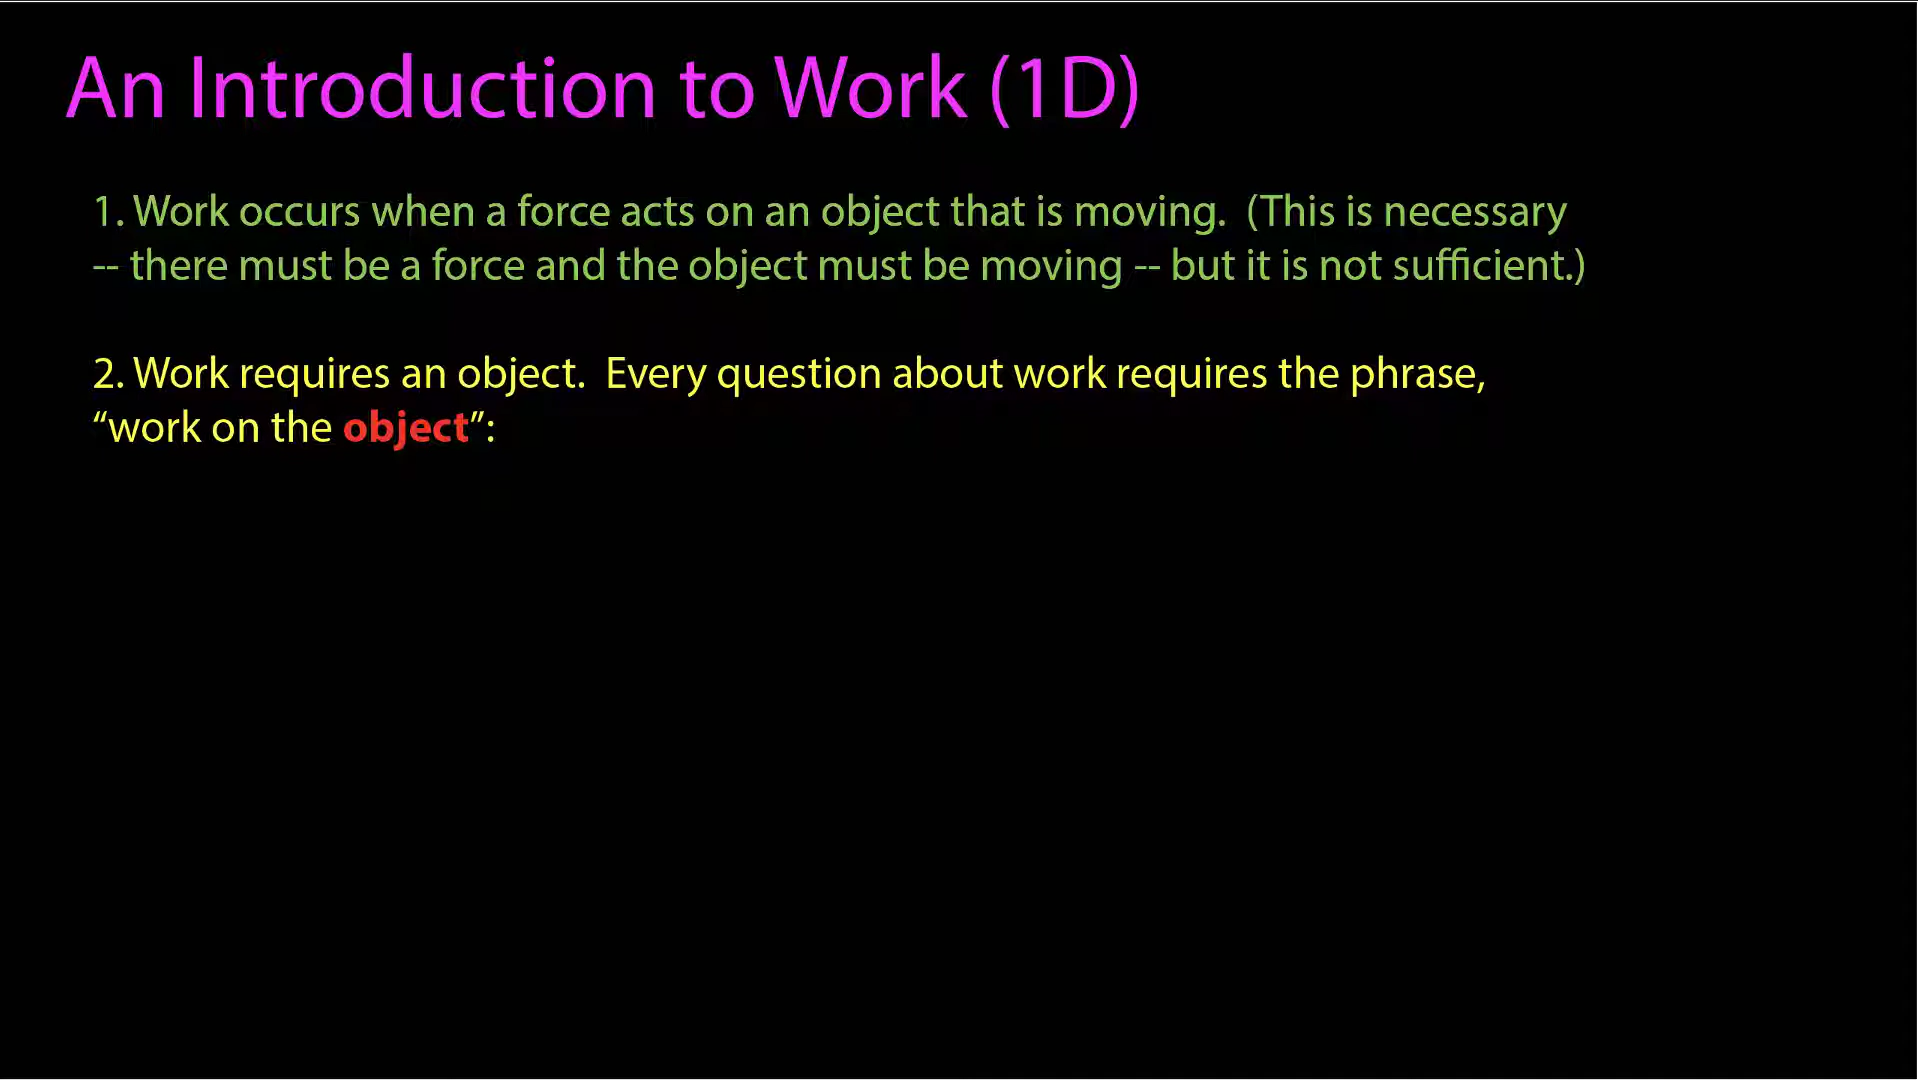 An Introduction to Work (1D)
1. Work occurs when a force acts on an object that is moving.  (This is necessary
-- there must be a force and the object must be moving -- but it is not sufficient.)
2. Work requires an object.  Every question about work requires the phrase,
“work on the object”: